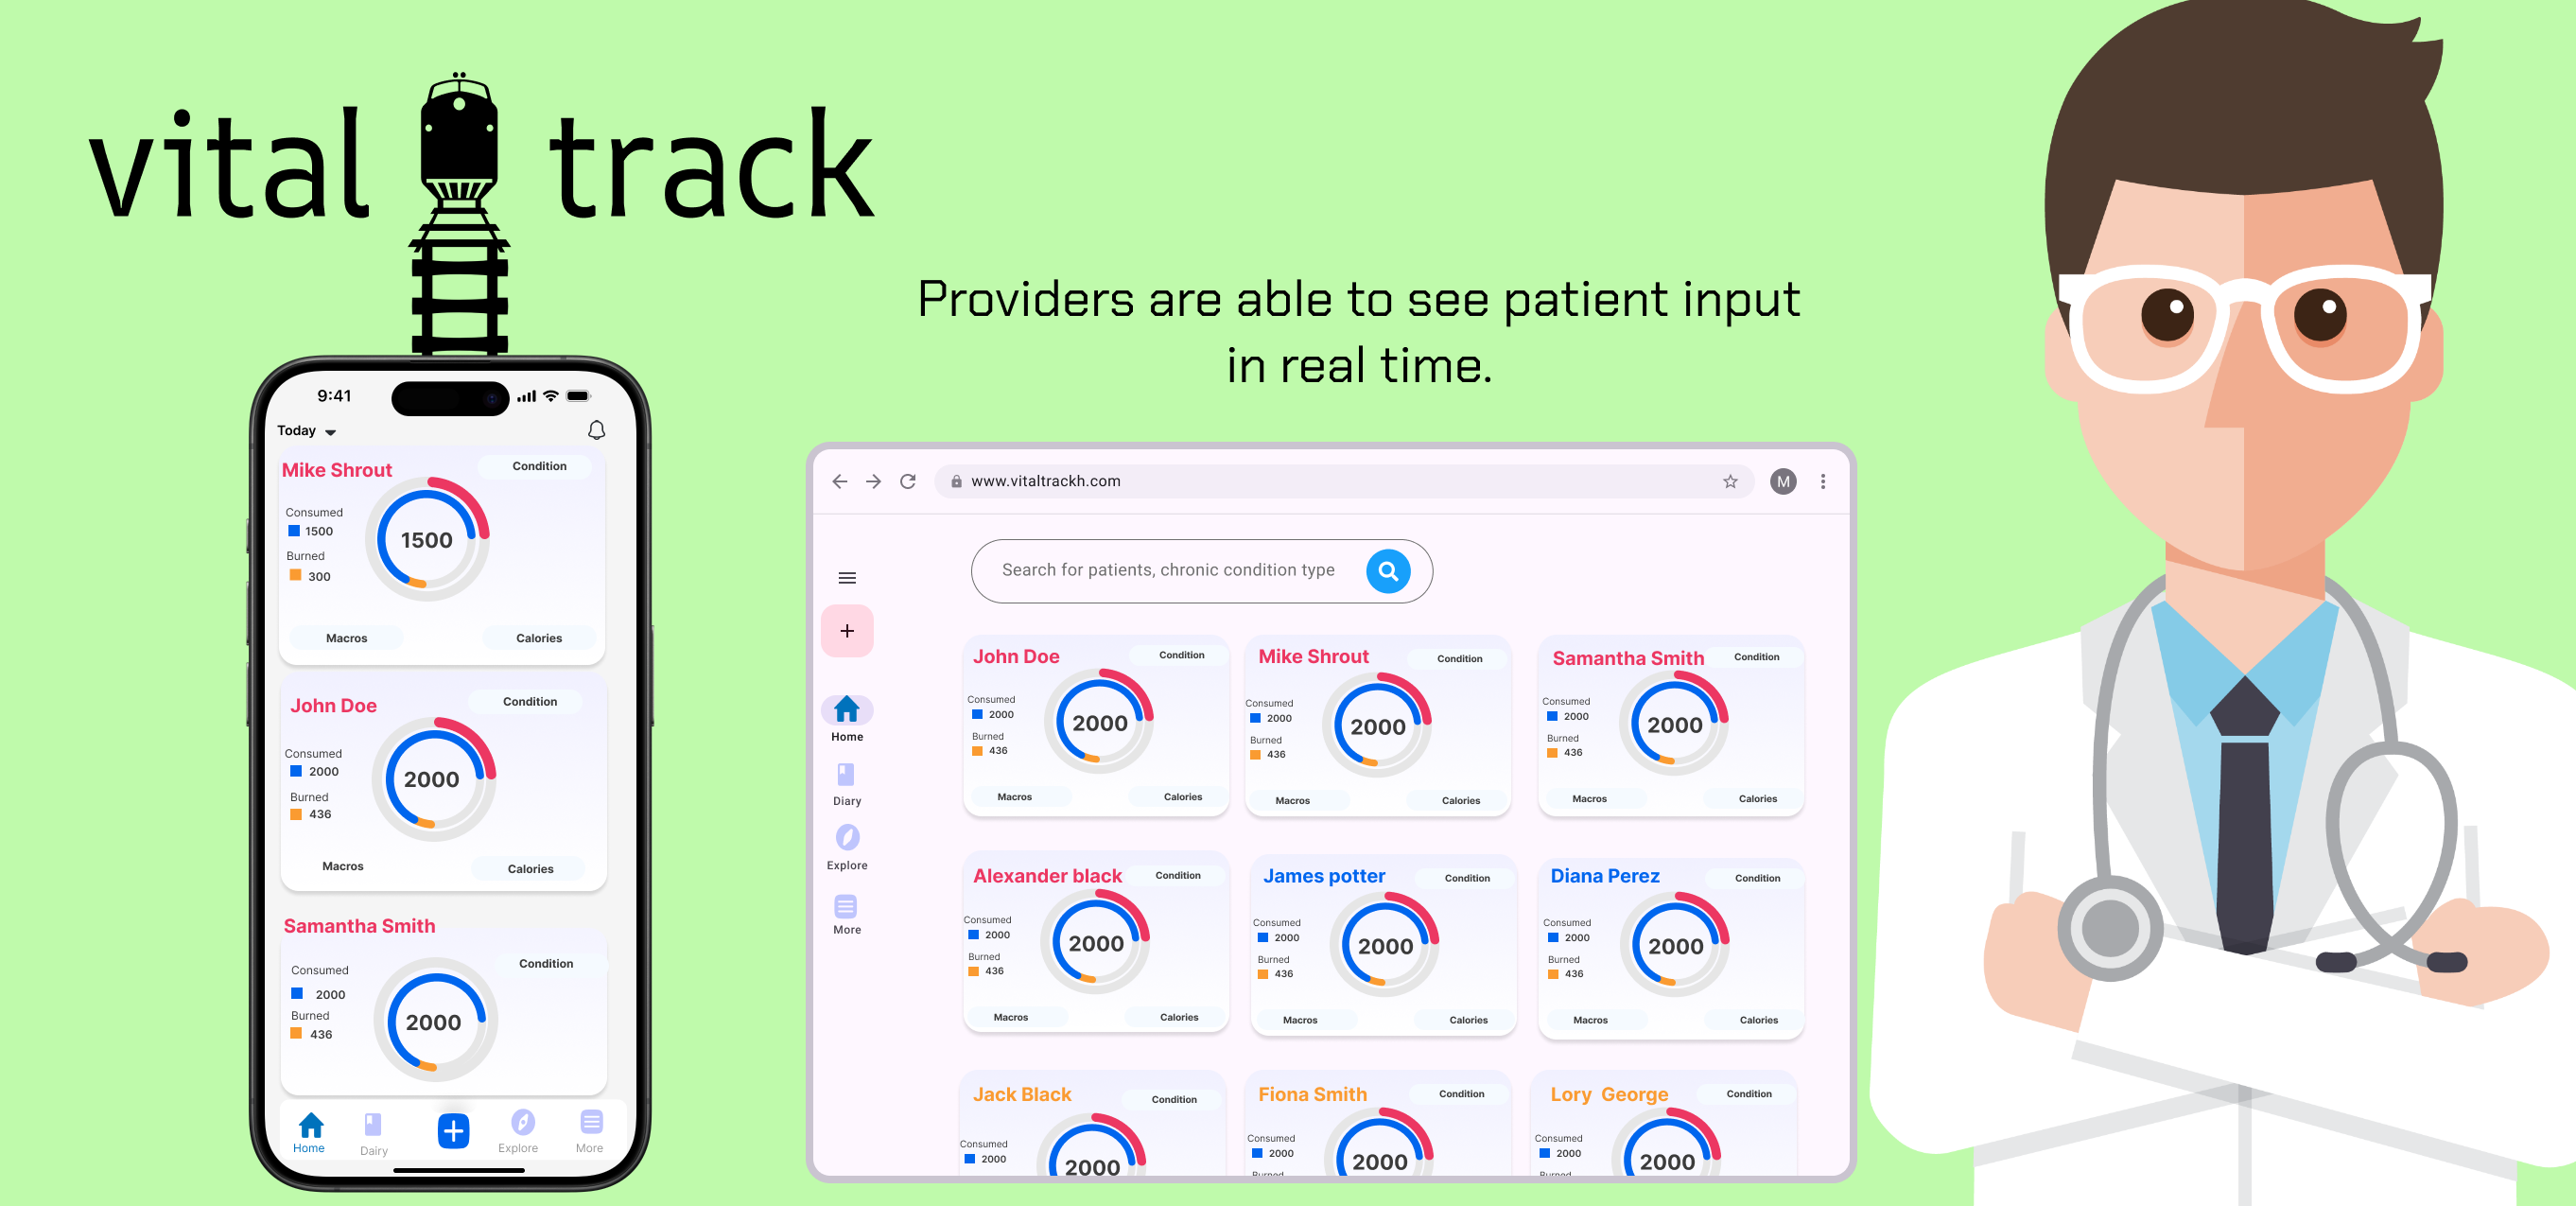 vital track
Providers are able to see patient input
in real time.
9:41
Today
Mike Shrout
Condition
Consumed
1500
Burned
300
1500
Macros
Calories
John Doe
Condition
Consumed
2000
Burned
436
2000
Macros
Calories
Samantha Smith
Condition
Consumed
2000
Burned
436
2000
Home
Dairy
Explore
More
www.vitaltrackh.com
M
Search for patients, chronic condition type
Home
Diary
Explore
More
John Doe
Condition
Consumed
2000
Burned
436
2000
Macros
Calories
Mike Shrout
Condition
Consumed
2000
Burned
436
2000
Macros
Calories
Samantha Smith
Condition
Consumed
2000
Burned
436
2000
Macros
Calories
Alexander black
Condition
Consumed
2000
Burned
436
2000
Macros
Calories
James potter
Condition
Consumed
2000
Burned
436
2000
Macros
Calories
Diana Perez
Condition
Consumed
2000
Burned
436
2000
Macros
Calories
Jack Black
Condition
Consumed
2000
2000
Fiona Smith
Condition
Consumed
2000
2000
Lory George
Condition
Consumed
2000
2000